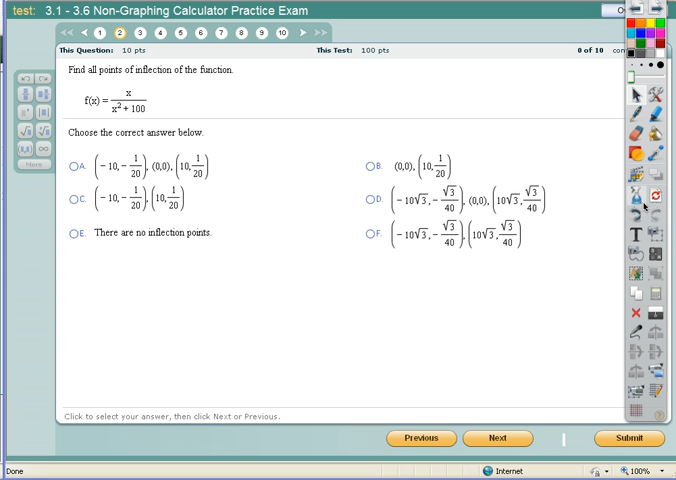 test: 3.1 - 3.6 Non-Graphing Calculator Practice Exam
1 2 3 4 5 6 7 8 9 10
This Question: 10 pts This Test: 100 pts 0 of 10
Find all points of inflection of the function.
f(x) = x / (x² + 100)
Choose the correct answer below.
A. (-10, -1/20), (0,0), (10, 1/20) B. (0,0), (10, 1/20)
C. (-10, -1/20), (10, 1/20) D. (-10√3, -√3/40), (0,0), (10√3, √3/40)
E. There are no inflection points. F. (-10√3, -√3/40), (10√3, √3/40)
More
Click to select your answer, then click Next or Previous.
Previous Next Submit
Done Internet 100%